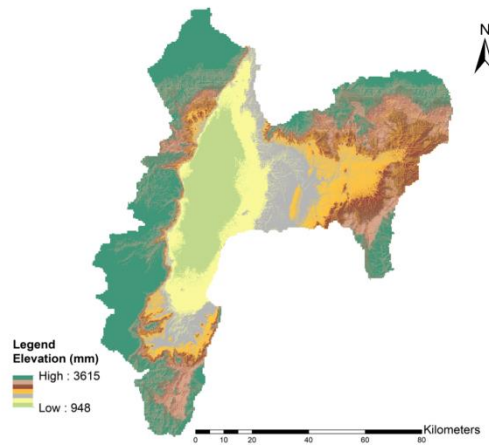 N
Legend
Elevation (mm)
High : 3615
Low : 948
Kilometers
0 5 10 20 40 60 80